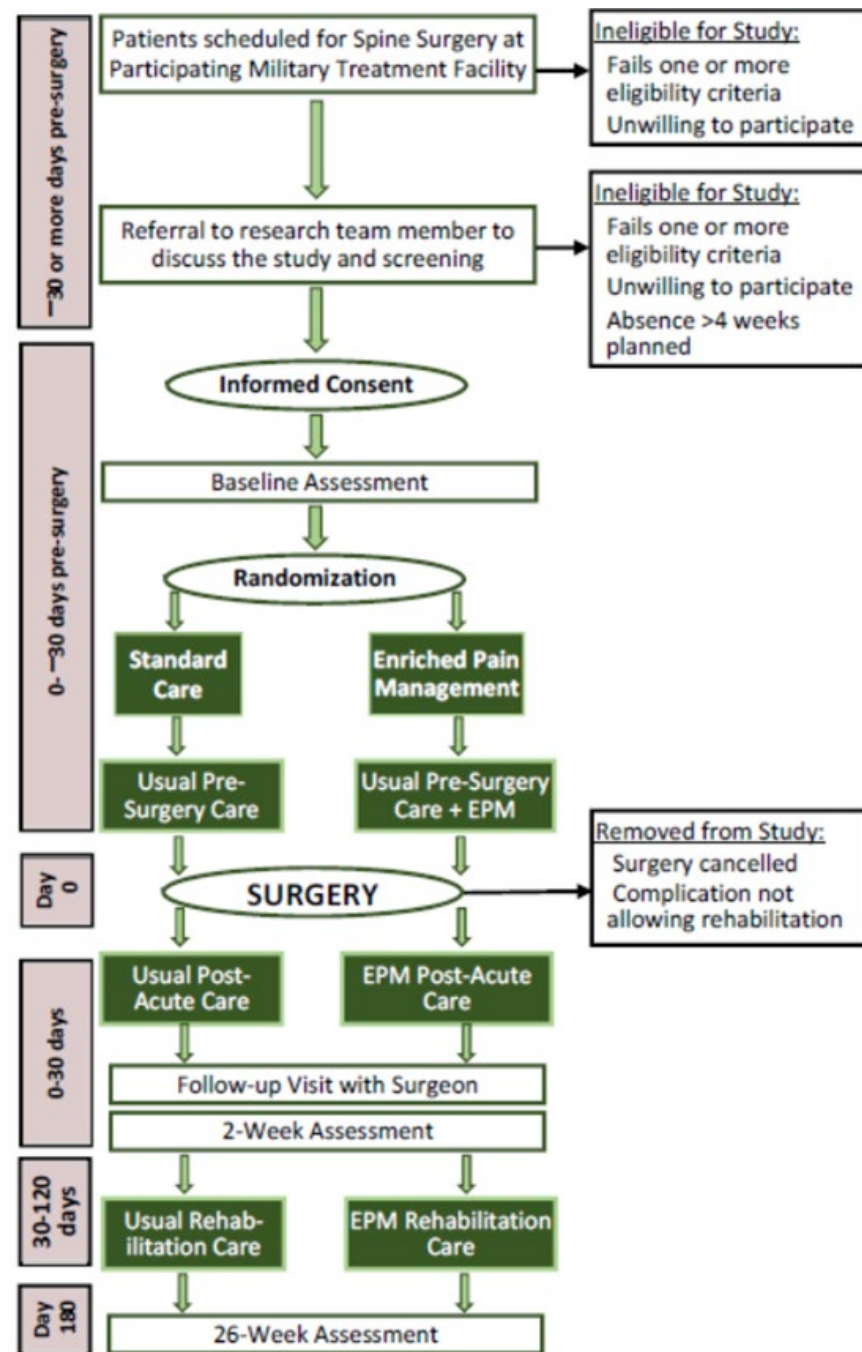 Patients scheduled for Spine Surgery at
Participating Military Treatment Facility
Ineligible for Study:
Fails one or more
eligibility criteria
Unwilling to participate
¯30 or more days pre-surgery
Referral to research team member to
discuss the study and screening
Ineligible for Study:
Fails one or more
eligibility criteria
Unwilling to participate
Absence >4 weeks
planned
0- ¯30 days pre-surgery
Informed Consent
Baseline Assessment
Randomization
Standard
Care
Enriched Pain
Management
Usual Pre-
Surgery Care
Usual Pre-Surgery
Care + EPM
Day
0
SURGERY
Removed from Study:
Surgery cancelled
Complication not
allowing rehabilitation
0-30 days
Usual Post-
Acute Care
EPM Post-Acute
Care
Follow-up Visit with Surgeon
2-Week Assessment
30-120
days
Usual Rehab-
ilitation Care
EPM Rehabilitation
Care
Day
180
26-Week Assessment